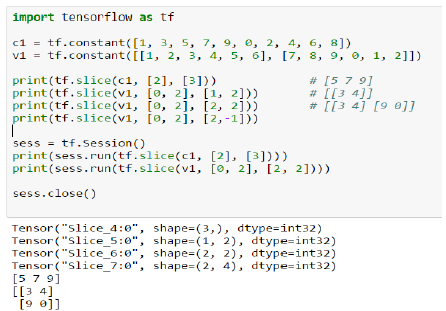 import tensorflow as tf
c1 = tf.constant([1, 3, 5, 7, 9, 0, 2, 4, 6, 8])
v1 = tf.constant([[1, 2, 3, 4, 5, 6], [7, 8, 9, 0, 1, 2]])
print(tf.slice(c1, [2], [3])) # [5 7 9]
print(tf.slice(v1, [0, 2], [1, 2])) # [[3 4]]
print(tf.slice(v1, [0, 2], [2, 2])) # [[3 4] [9 0]]
print(tf.slice(v1, [0, 2], [2,-1]))
sess = tf.Session()
print(sess.run(tf.slice(c1, [2], [3])))
print(sess.run(tf.slice(v1, [0, 2], [2, 2])))
sess.close()
Tensor("Slice_4:0", shape=(3,), dtype=int32)
Tensor("Slice_5:0", shape=(1, 2), dtype=int32)
Tensor("Slice_6:0", shape=(2, 2), dtype=int32)
Tensor("Slice_7:0", shape=(2, 4), dtype=int32)
[5 7 9]
[[3 4]
[9 0]]